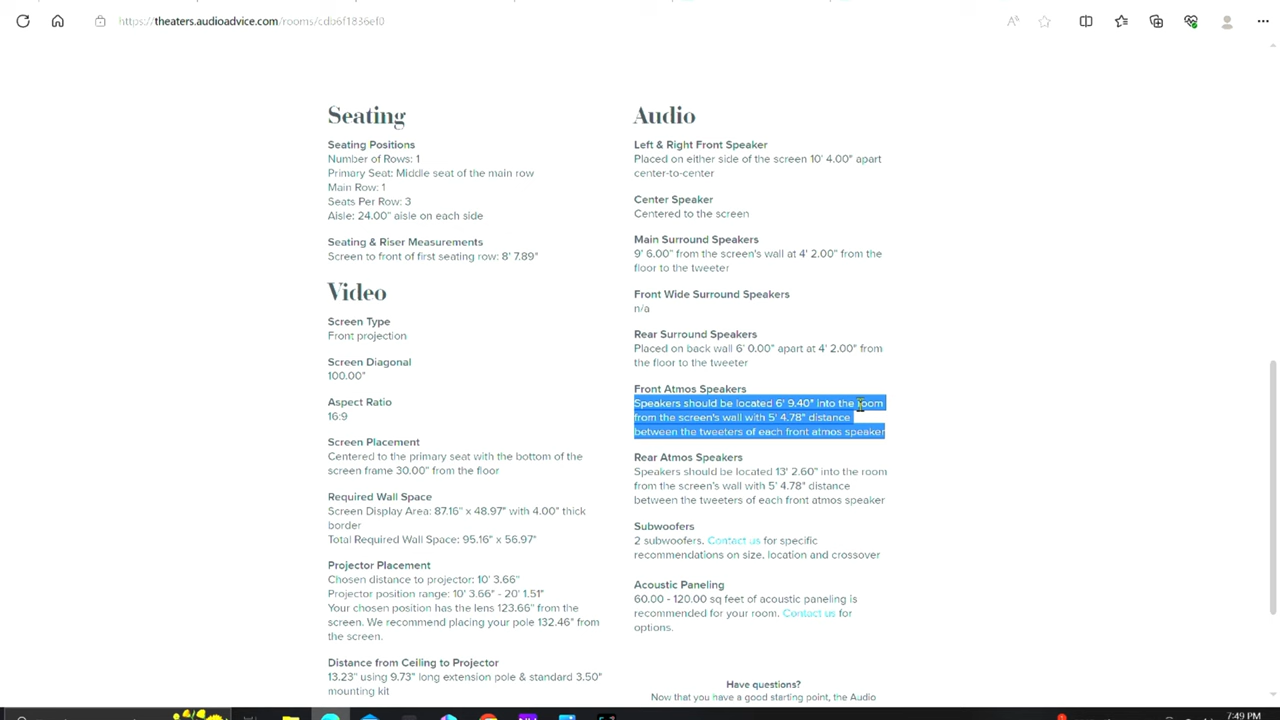 https://theaters.audioadvice.com/rooms/cdb6f1836ef0
Seating
Seating Positions
Number of Rows: 1
Primary Seat: Middle seat of the main row
Main Row: 1
Seats Per Row: 3
Aisle: 24.00" aisle on each side
Seating & Riser Measurements
Screen to front of first seating row: 8' 7.89"
Video
Screen Type
Front projection
Screen Diagonal
100.00"
Aspect Ratio
16:9
Screen Placement
Centered to the primary seat with the bottom of the
screen frame 30.00" from the floor
Required Wall Space
Screen Display Area: 87.16" x 48.97" with 4.00" thick
border
Total Required Wall Space: 95.16" x 56.97"
Projector Placement
Chosen distance to projector: 10' 3.66"
Projector position range: 10' 3.66" - 20' 1.51"
Your chosen position has the lens 123.66" from the
screen. We recommend placing your pole 132.46" from
the screen.
Distance from Ceiling to Projector
13.23" using 9.73" long extension pole & standard 3.50"
mounting kit
Audio
Left & Right Front Speaker
Placed on either side of the screen 10' 4.00" apart
center-to-center
Center Speaker
Centered to the screen
Main Surround Speakers
9' 6.00" from the screen's wall at 4' 2.00" from the
floor to the tweeter
Front Wide Surround Speakers
n/a
Rear Surround Speakers
Placed on back wall 6' 0.00" apart at 4' 2.00" from
the floor to the tweeter
Front Atmos Speakers
Speakers should be located 6' 9.40" into the room
from the screen's wall with 5' 4.78" distance
between the tweeters of each front atmos speaker
Rear Atmos Speakers
Speakers should be located 13' 2.60" into the room
from the screen's wall with 5' 4.78" distance
between the tweeters of each front atmos speaker
Subwoofers
2 subwoofers. Contact us for specific
recommendations on size, location and crossover
Acoustic Paneling
60.00 - 120.00 sq feet of acoustic paneling is
recommended for your room. Contact us for
options.
Have questions?
Now that you have a good starting point, the Audio
7:49 PM